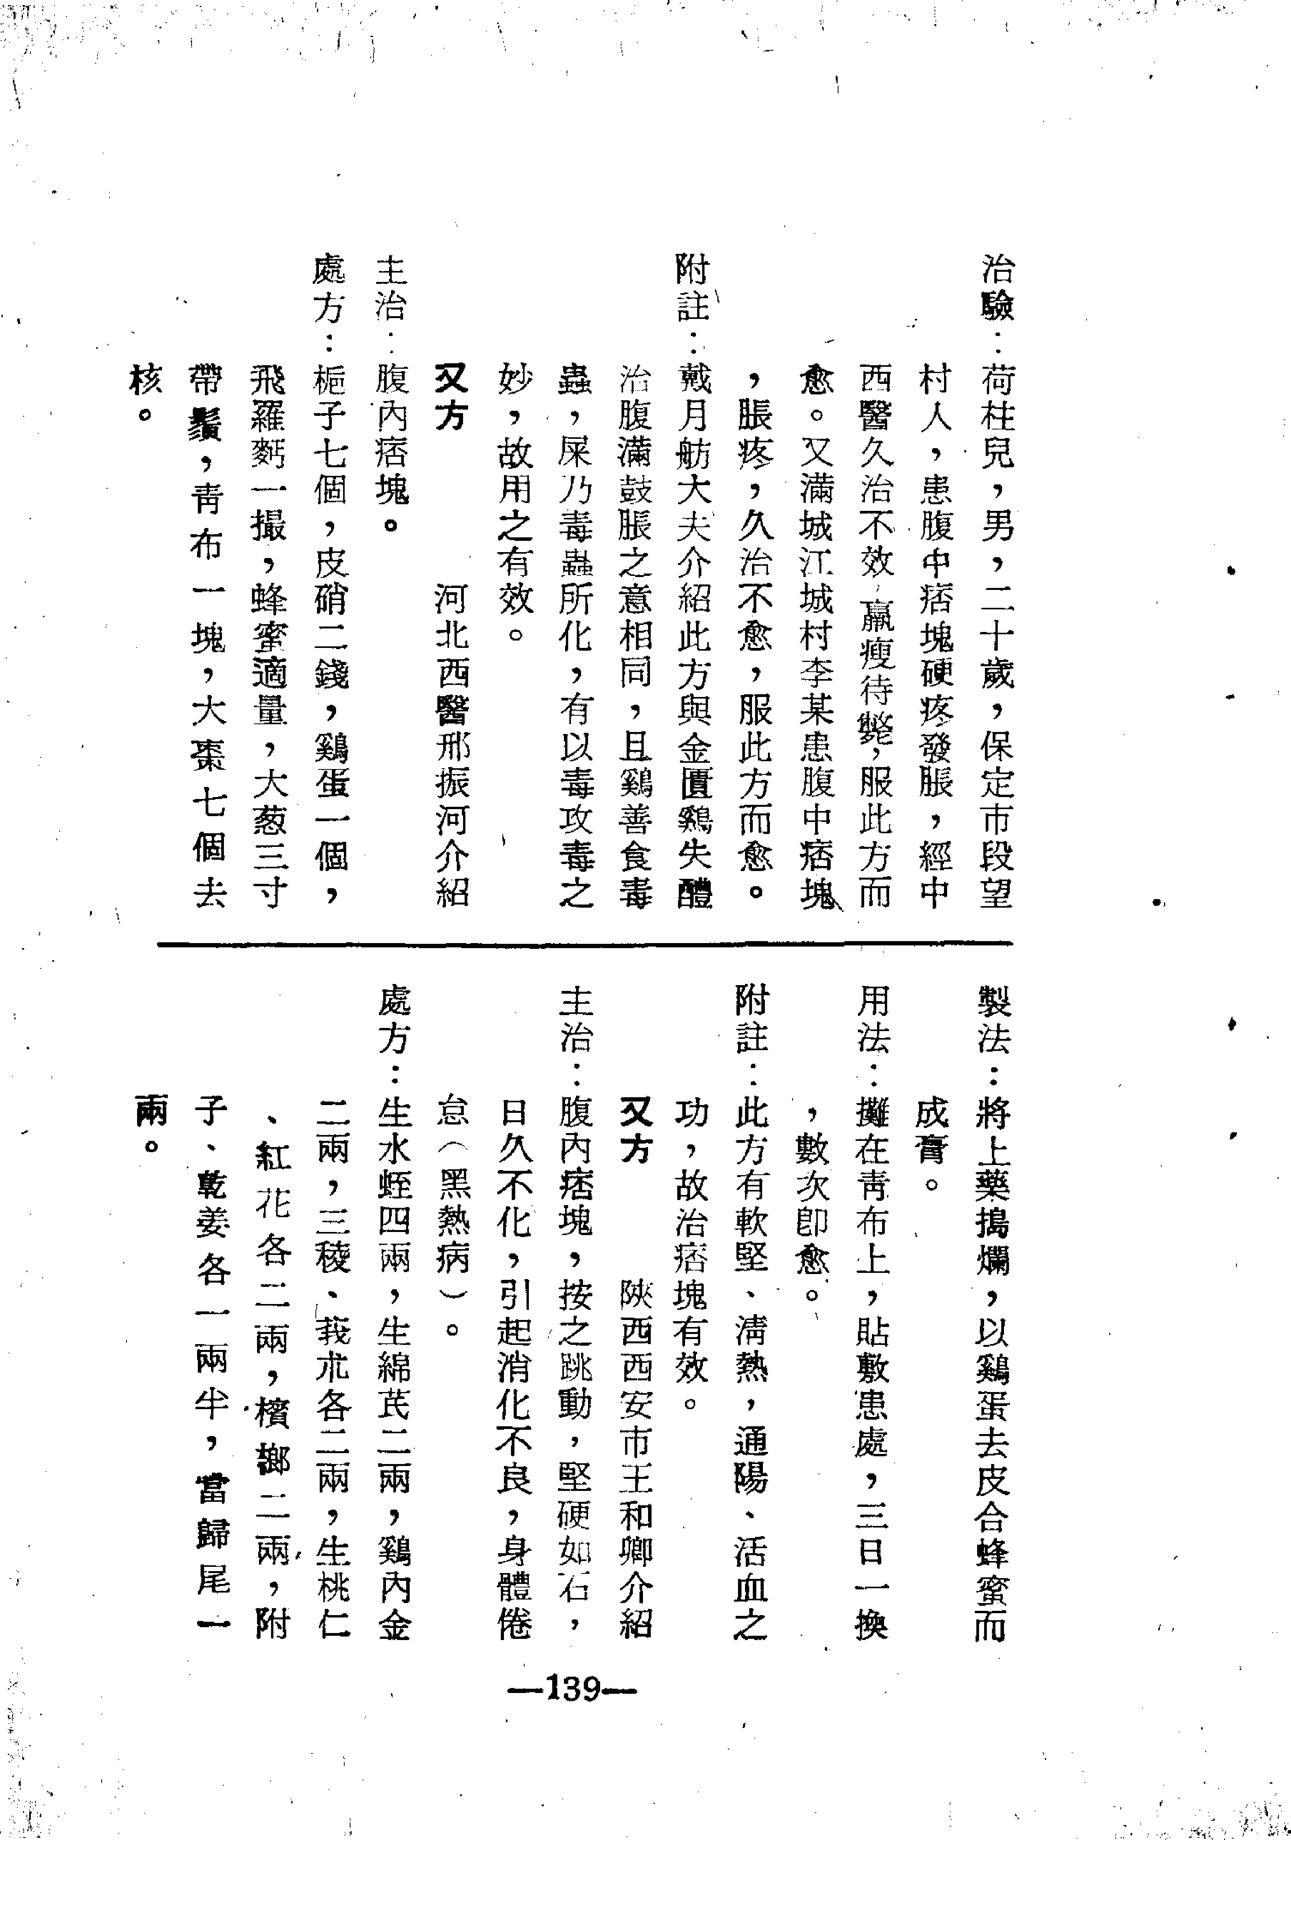 治驗：荷柱兒，男，二十歲，保定市段望
村人，患腹中痞塊硬疼發脹，經中
西醫久治不效，羸瘦待斃，服此方而
愈。又滿城江城村李某患腹中痞塊
，脹疼，久治不愈，服此方而愈。
附註：戴月舫大夫介紹此方與金匱鷄失醴
治腹滿鼓脹之意相同，且鷄善食毒
蟲，屎乃毒蟲所化，有以毒攻毒之
妙，故用之有效。
又方　　　河北西醫邢振河介紹
主治：腹內痞塊。
處方：梔子七個，皮硝二錢，鷄蛋一個，
飛羅麪一撮，蜂蜜適量，大葱三寸
帶鬚，靑布一塊，大棗七個去
核。
製法：將上藥搗爛，以鷄蛋去皮合蜂蜜而
成膏。
用法：攤在靑布上，貼敷患處，三日一換
，數次卽愈。
附註：此方有軟堅、淸熱，通陽、活血之
功，故治痞塊有效。
又方　　　陝西西安市王和卿介紹
主治：腹內痞塊，按之跳動，堅硬如石，
日久不化，引起消化不良，身體倦
怠（黑熱病）。
處方：生水蛭四兩，生綿芪二兩，鷄內金
二兩，三稜、莪朮各二兩，生桃仁
、紅花各二兩，檳榔二兩，附
子、乾姜各一兩半，當歸尾一
兩。
—139—